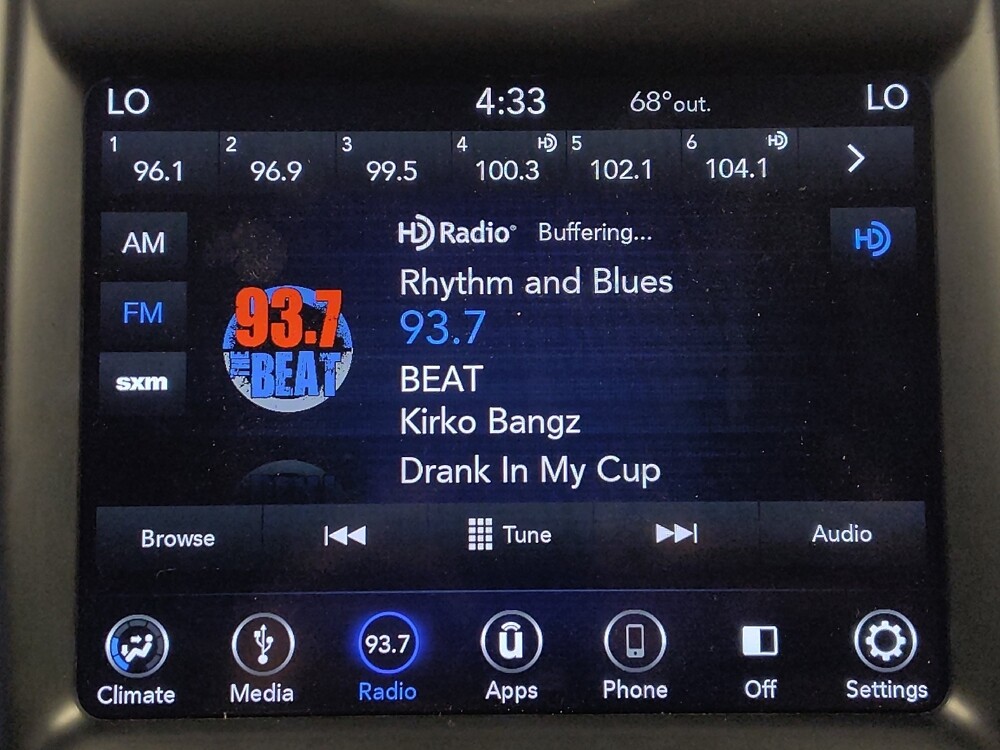 LO 4:33 68° out. LO
1 2 3 4 HD 5 6 HD
96.1 96.9 99.5 100.3 102.1 104.1
AM
FM
sxm
93.7
THE BEAT
HD Radio® Buffering...
HD
Rhythm and Blues
93.7
BEAT
Kirko Bangz
Drank In My Cup
Browse Tune Audio
93.7 ū
Climate Media Radio Apps Phone Off Settings